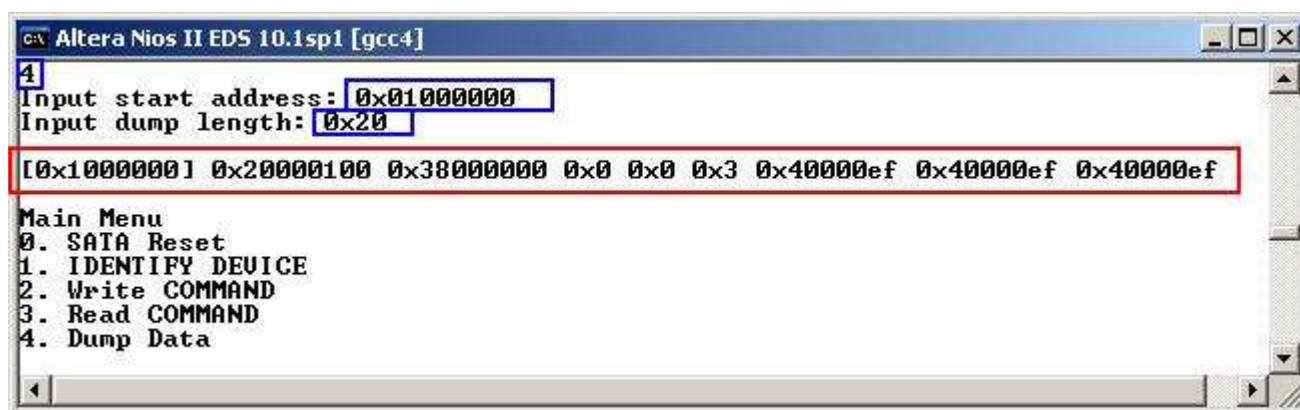 Altera Nios II EDS 10.1sp1 [gcc4]
4
Input start address: 0x01000000
Input dump length: 0x20
[0x1000000] 0x20000100 0x38000000 0x0 0x0 0x3 0x40000ef 0x40000ef 0x40000ef
Main Menu
0. SATA Reset
1. IDENTIFY DEVICE
2. Write COMMAND
3. Read COMMAND
4. Dump Data